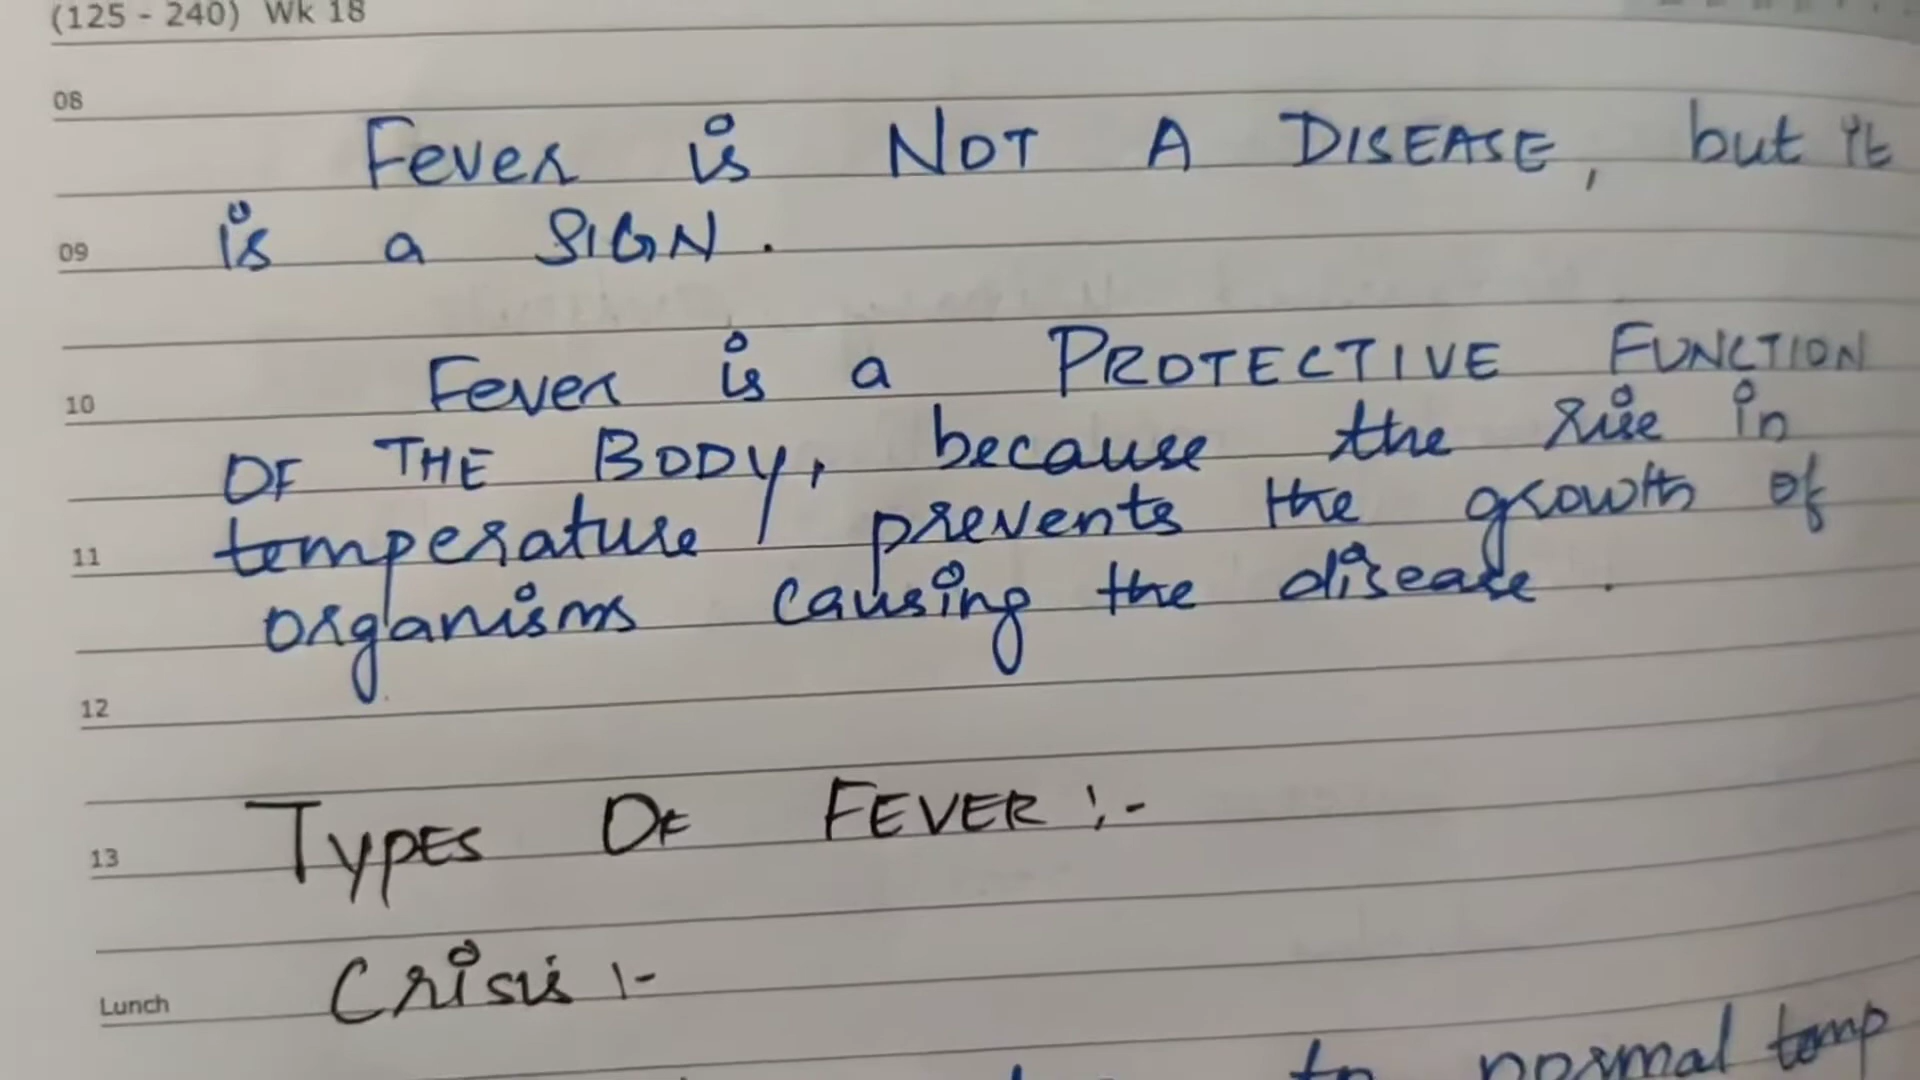 (125 - 240) Wk 18
08
Fever is NOT A DISEASE, but it
09 is a SIGN.
Fever is a PROTECTIVE FUNCTION
10
OF THE BODY, because the rise in
11 temperature prevents the growth of
organisms causing the disease.
12
TYPES OF FEVER :-
13
Crisis :-
Lunch
to normal temp